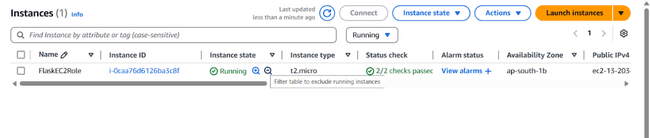 Instances (1) Info
Last updated
less than a minute ago
Connect
Instance state
Actions
Launch instances
Find Instance by attribute or tag (case-sensitive)
Running
1
Name Instance ID Instance state Instance type Status check Alarm status Availability Zone Public IPv4
FlaskEC2Role i-0caa76d6126ba3c8f Running t2.micro 2/2 checks passec View alarms + ap-south-1b ec2-13-203
Filter table to exclude running instances